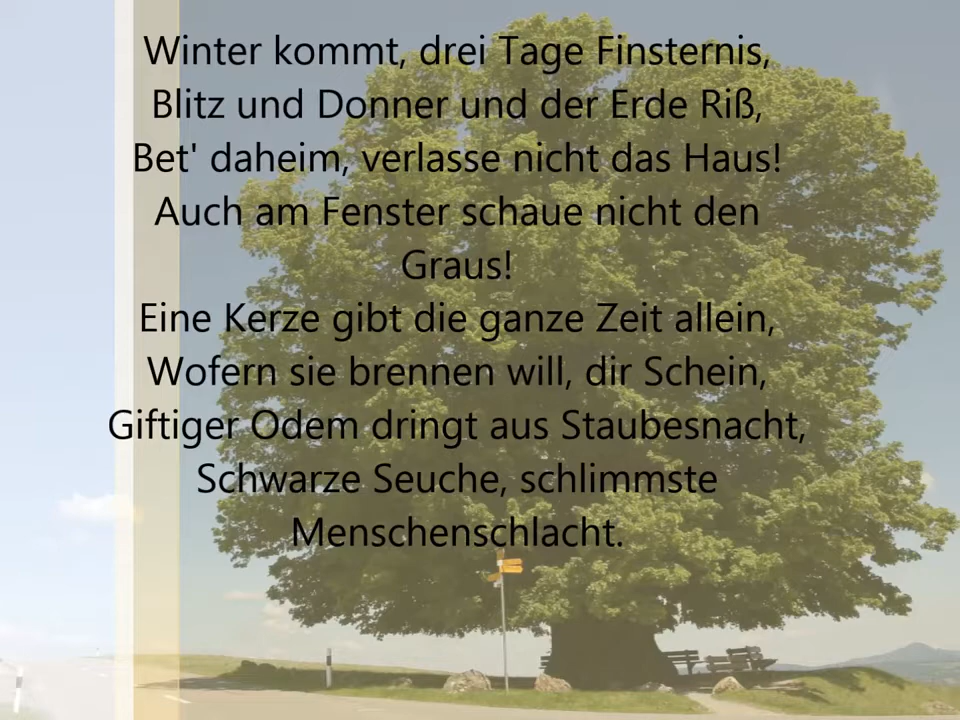 Winter kommt, drei Tage Finsternis,
Blitz und Donner und der Erde Riß,
Bet' daheim, verlasse nicht das Haus!
Auch am Fenster schaue nicht den
Graus!
Eine Kerze gibt die ganze Zeit allein,
Wofern sie brennen will, dir Schein,
Giftiger Odem dringt aus Staubesnacht,
Schwarze Seuche, schlimmste
Menschenschlacht.